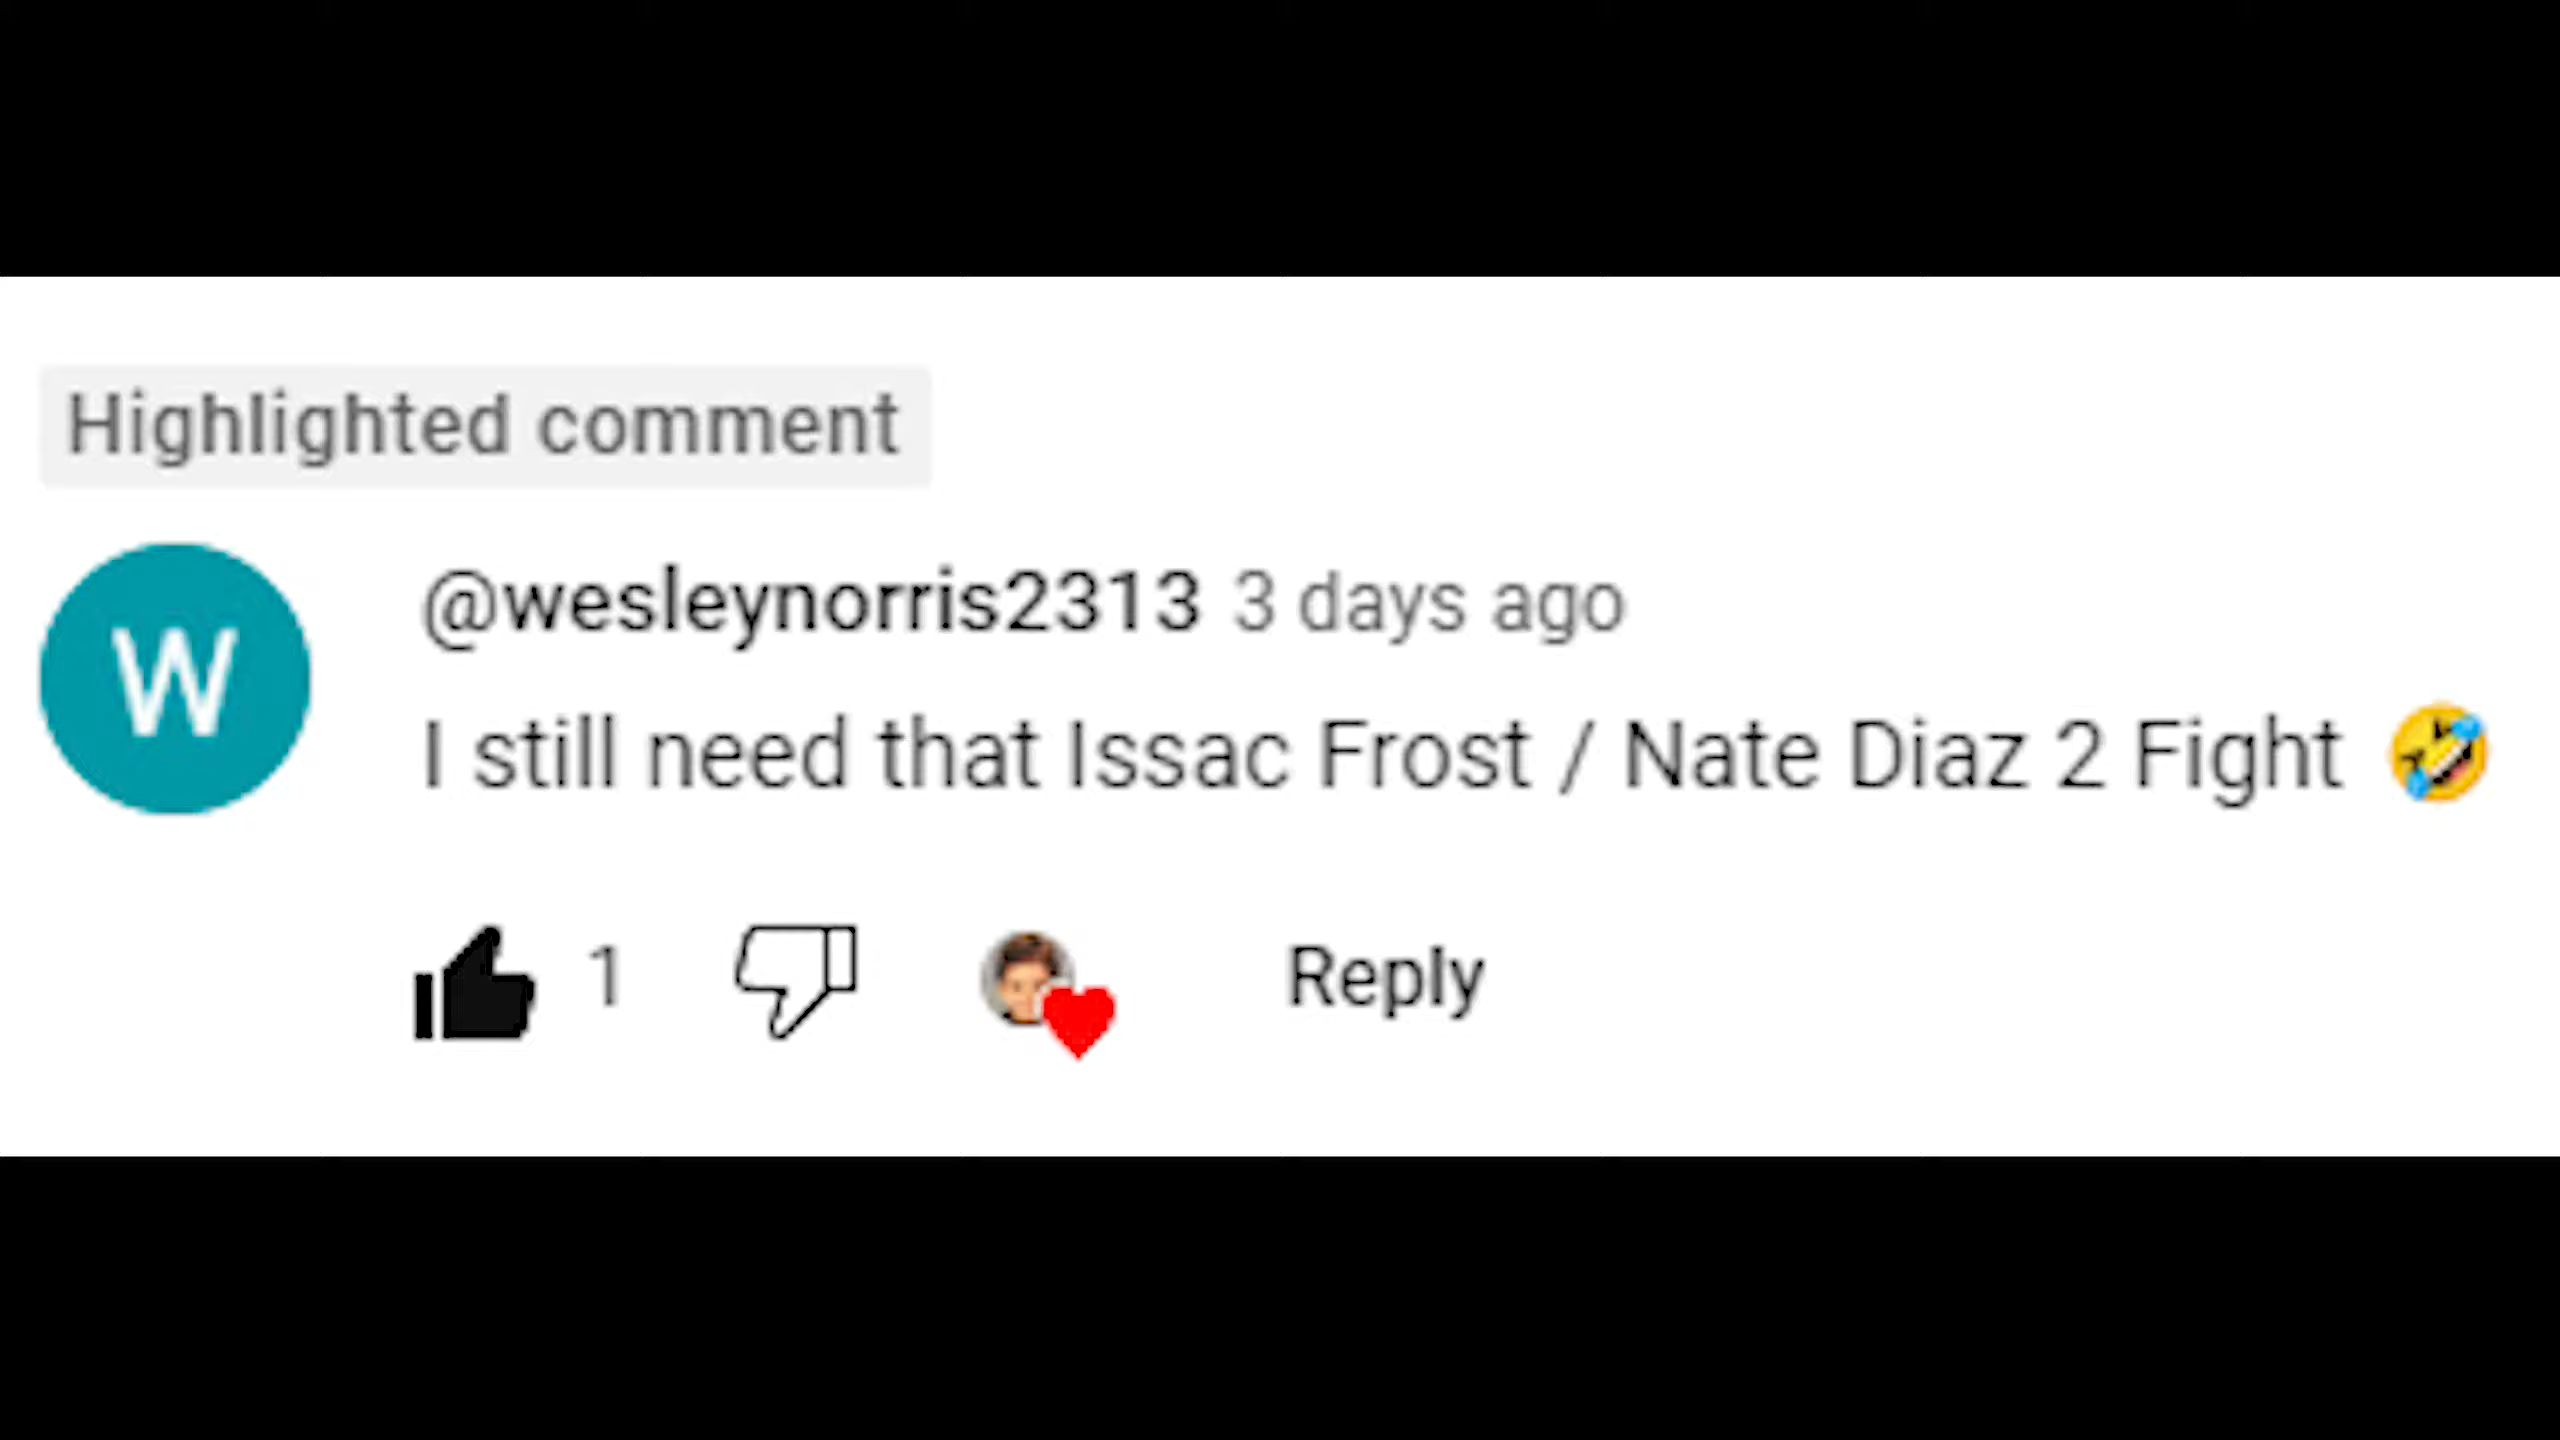 Highlighted comment
W
@wesleynorris2313 3 days ago
I still need that Issac Frost / Nate Diaz 2 Fight 🤣
1 Reply